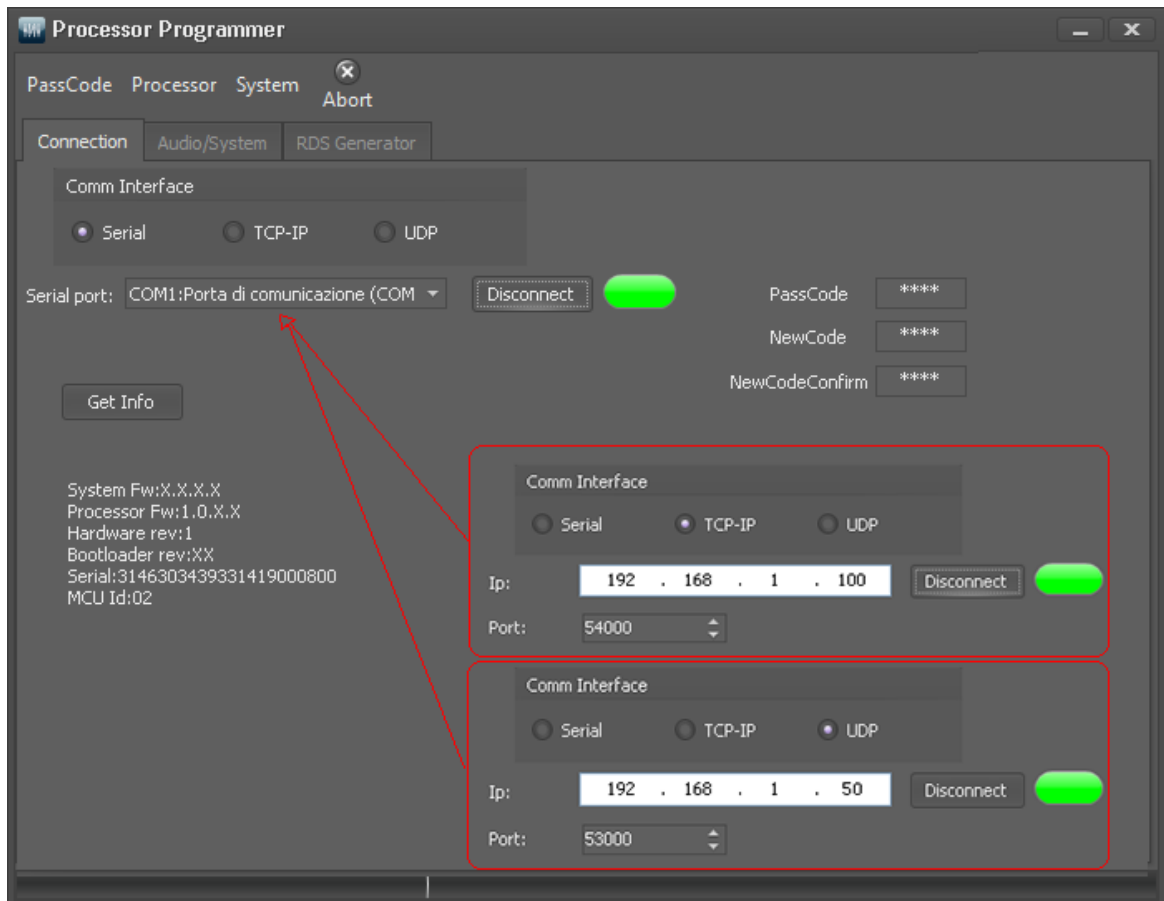 Processor Programmer
PassCode Processor System Abort
Connection Audio/System RDS Generator
Comm Interface
Serial TCP-IP UDP
Serial port: COM1:Porta di comunicazione (COM Disconnect
PassCode ****
NewCode ****
NewCodeConfirm ****
Get Info
System Fw:X.X.X.X
Processor Fw:1.0.X.X
Hardware rev:1
Bootloader rev:XX
Serial:3146303439331419000800
MCU Id:02
Comm Interface
Serial TCP-IP UDP
Ip: 192 . 168 . 1 . 100 Disconnect
Port: 54000
Comm Interface
Serial TCP-IP UDP
Ip: 192 . 168 . 1 . 50 Disconnect
Port: 53000